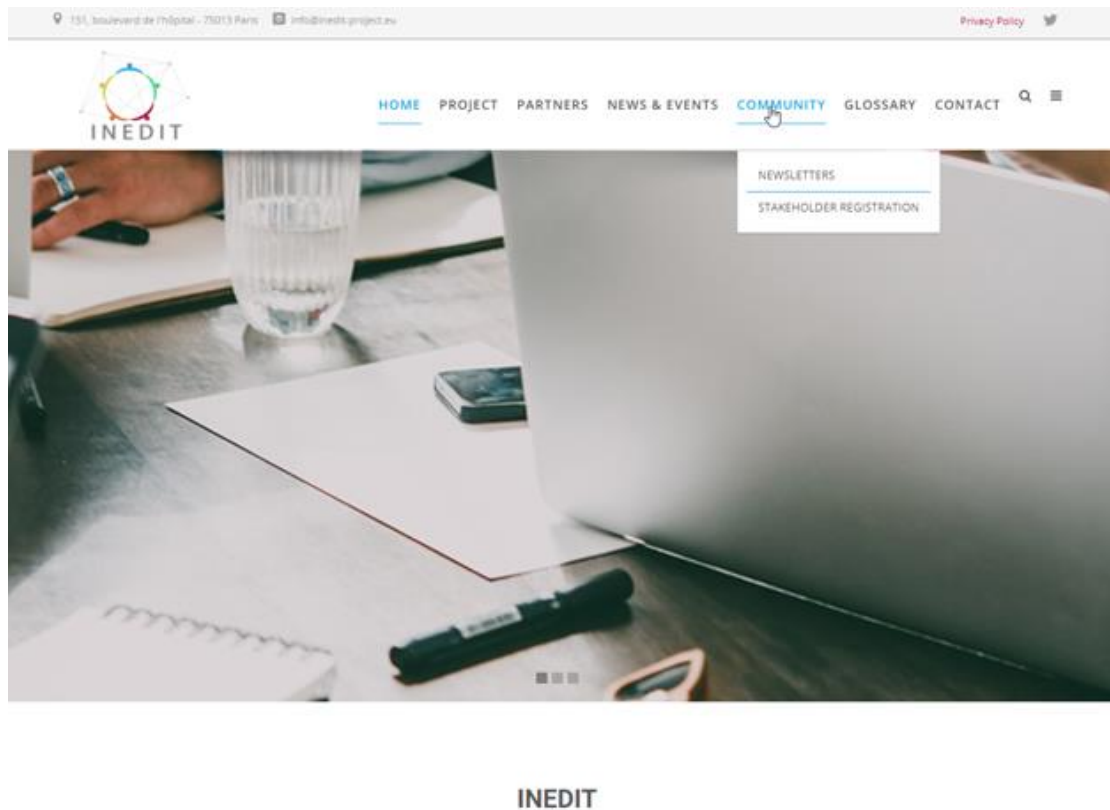 151, boulevard de l'hôpital - 75013 Paris info@inedit-project.eu Privacy Policy
INEDIT
HOME PROJECT PARTNERS NEWS & EVENTS COMMUNITY GLOSSARY CONTACT
NEWSLETTERS
STAKEHOLDER REGISTRATION
INEDIT